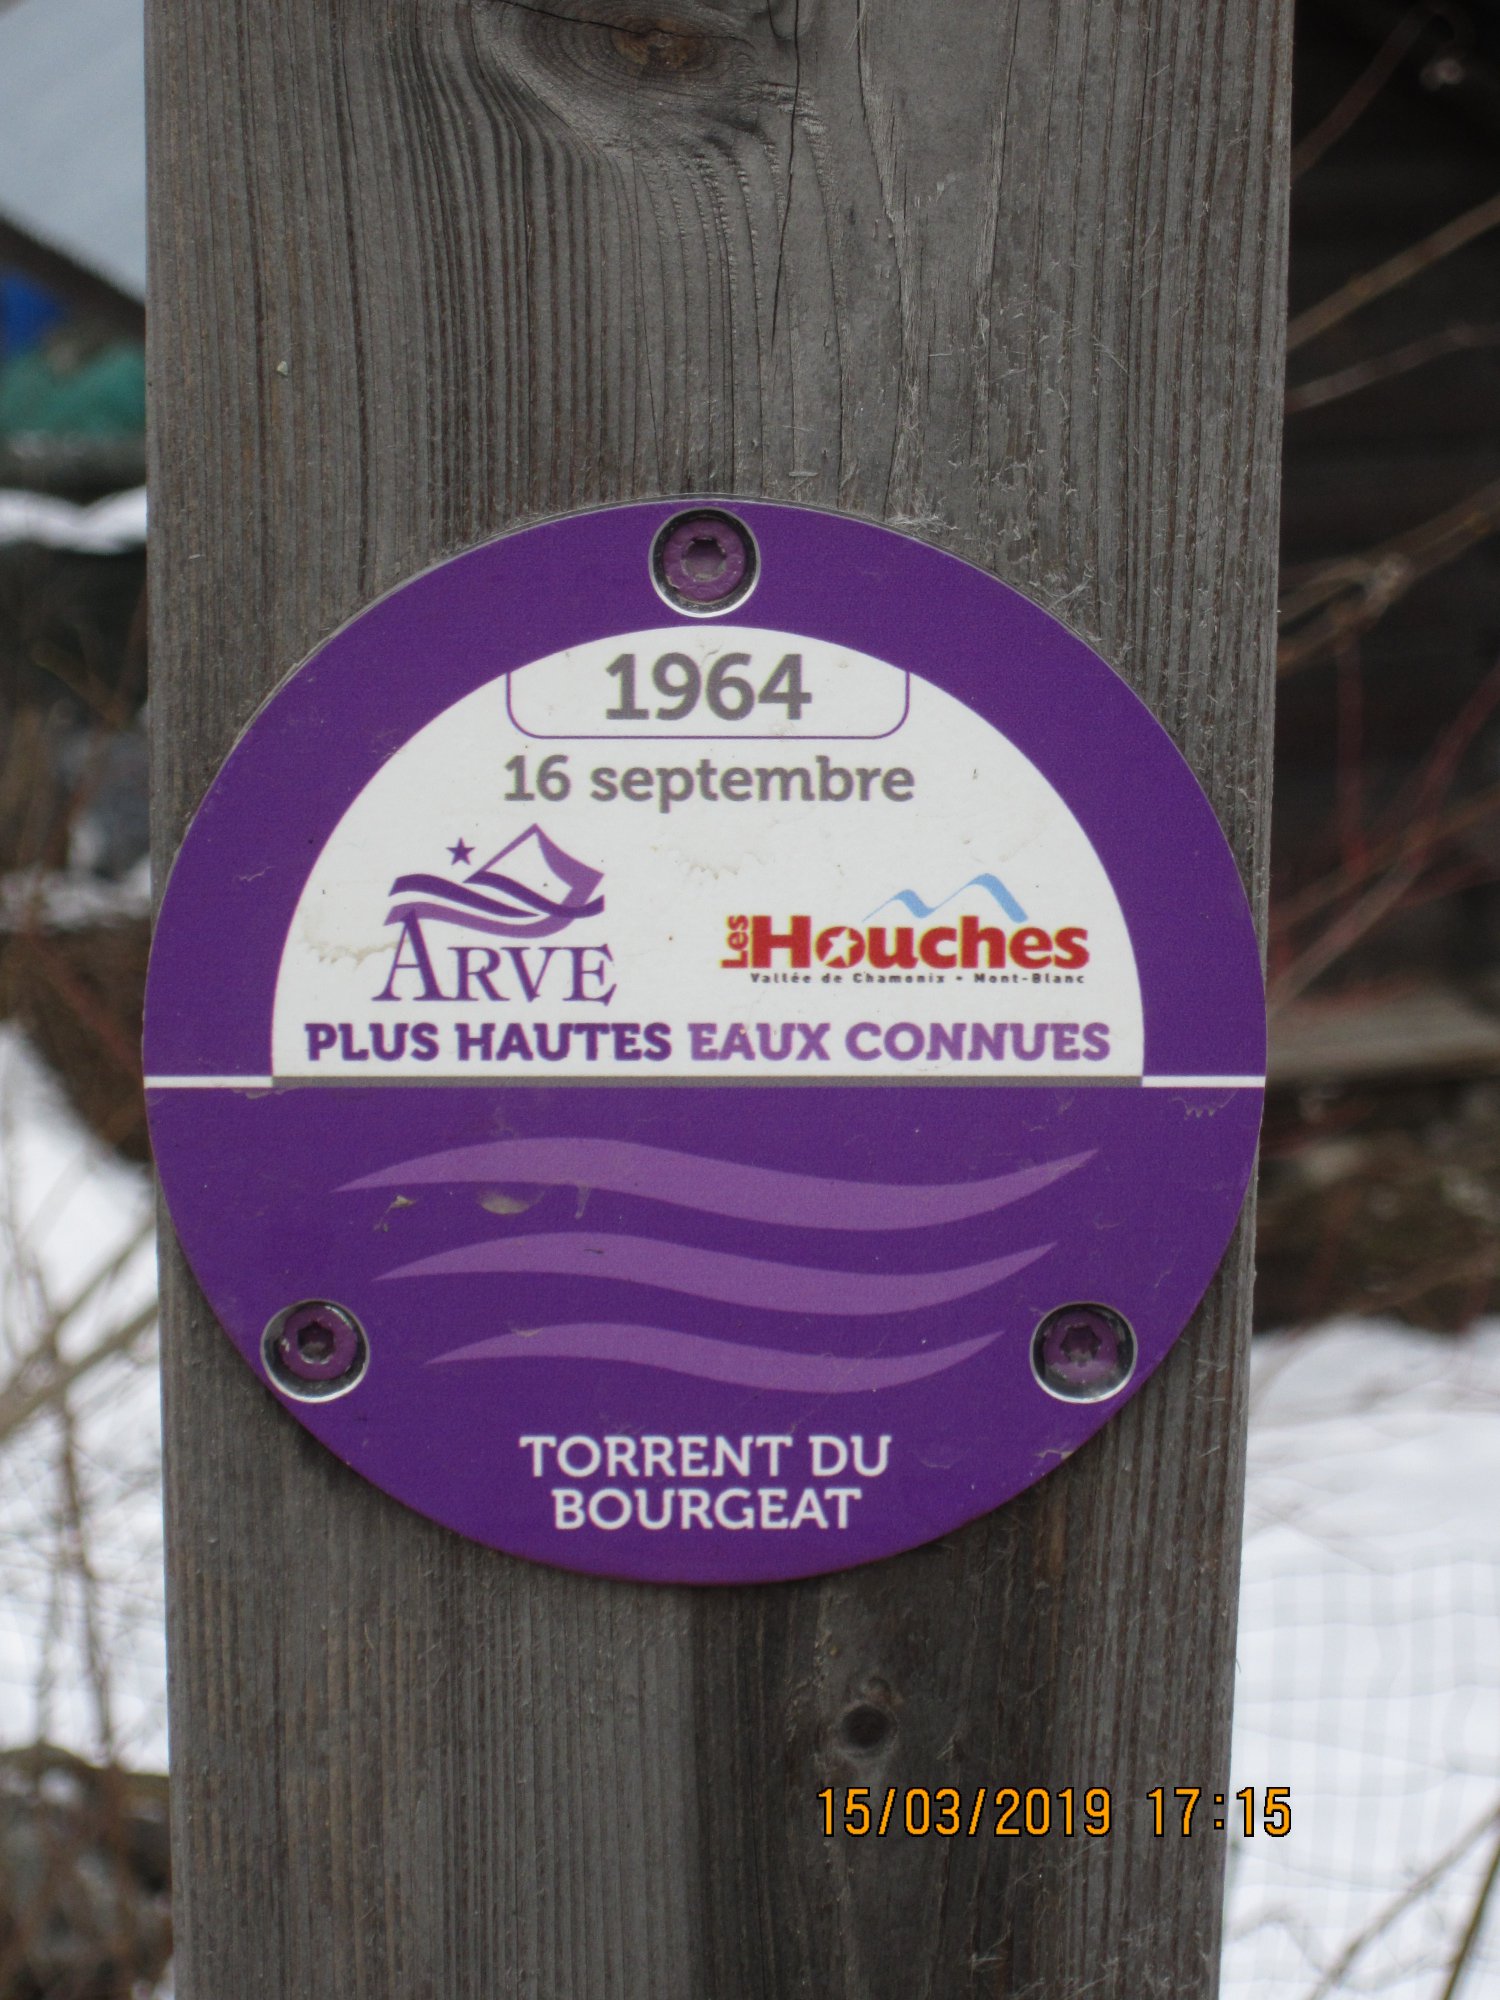 1964
16 septembre
ARVE
Les Houches
Vallée de Chamonix • Mont-Blanc
PLUS HAUTES EAUX CONNUES
TORRENT DU
BOURGEAT
15/03/2019 17:15